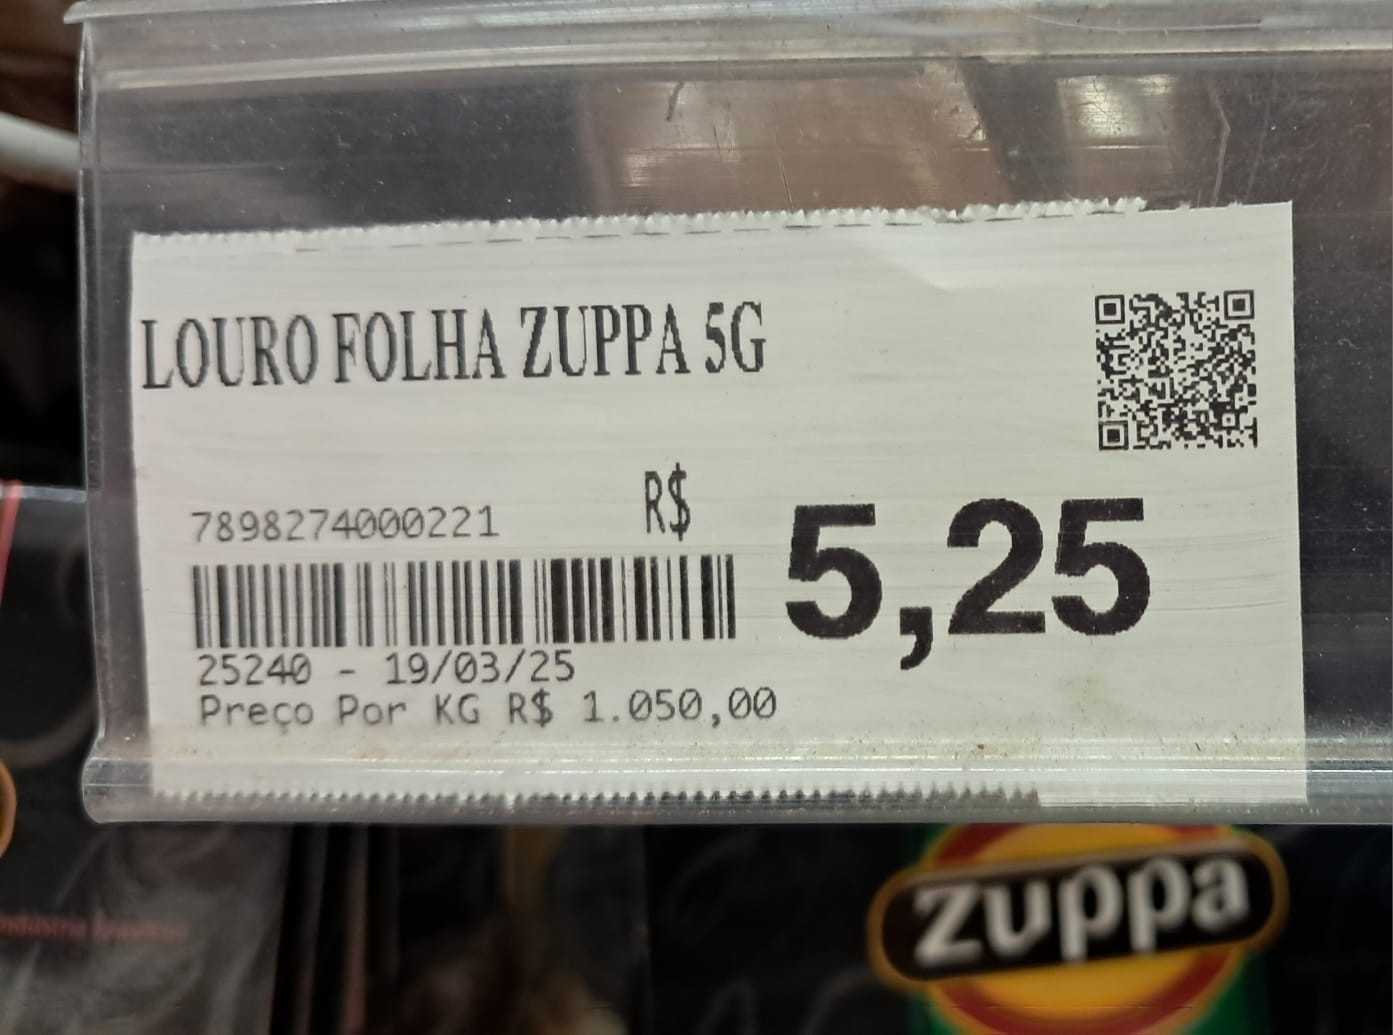 LOURO FOLHA ZUPPA 5G
7898274000221
R$
5,25
25240 - 19/03/25
Preço Por KG R$ 1.050,00
zuppa